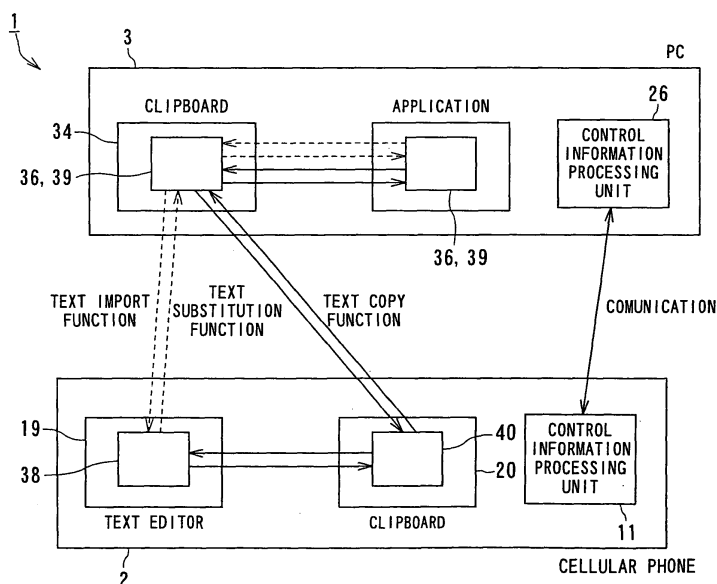 1
3
PC
CLIPBOARD
APPLICATION
26
34
CONTROL
INFORMATION
PROCESSING
UNIT
36, 39
36, 39
TEXT IMPORT
FUNCTION
TEXT
SUBSTITUTION
FUNCTION
TEXT COPY
FUNCTION
COMUNICATION
19
40
CONTROL
INFORMATION
PROCESSING
UNIT
38
20
TEXT EDITOR
CLIPBOARD
11
2
CELLULAR PHONE